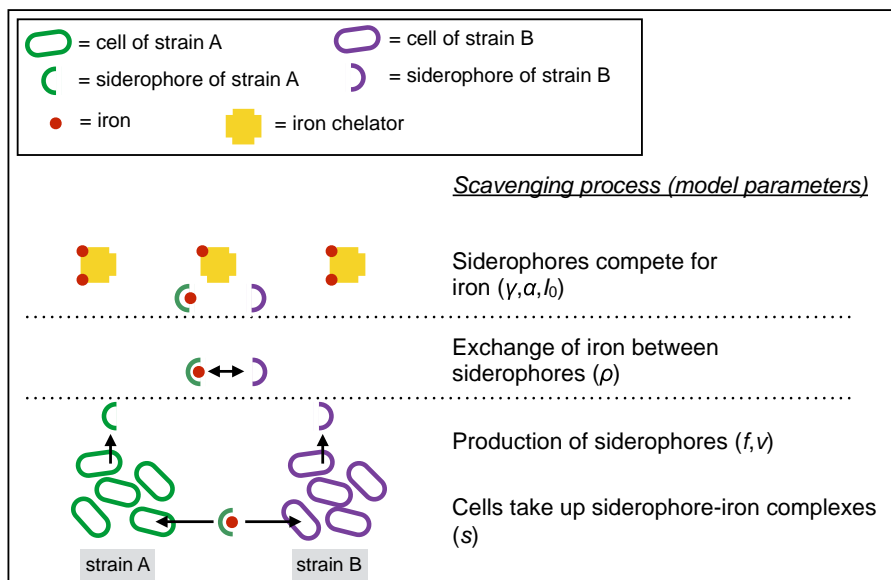 = cell of strain A
= cell of strain B
= siderophore of strain A
= siderophore of strain B
= iron
= iron chelator
Scavenging process (model parameters)
Siderophores compete for
iron (γ,α,I₀)
Exchange of iron between
siderophores (ρ)
Production of siderophores (f,v)
Cells take up siderophore-iron complexes
(s)
strain A
strain B